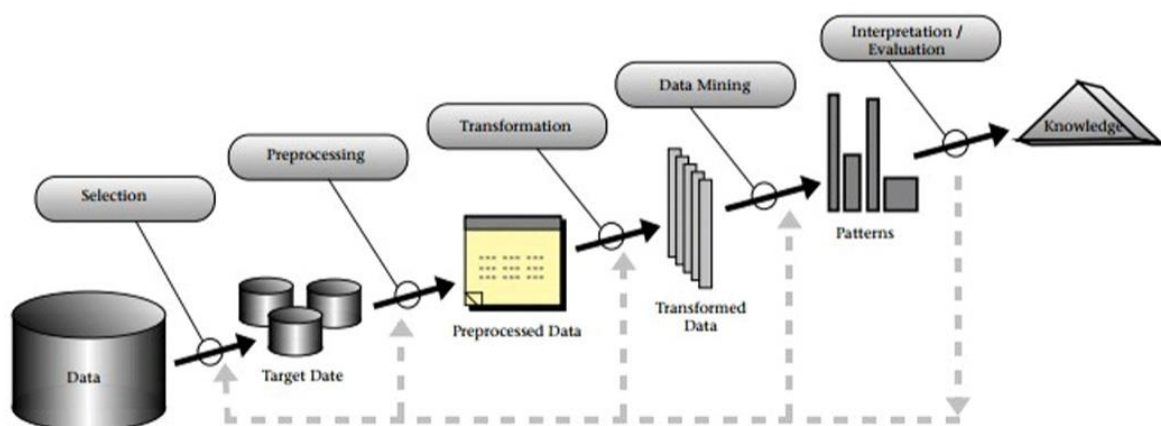 Interpretation /
Evaluation
Data Mining
Transformation
Preprocessing
Selection
Knowledge
Patterns
Transformed
Data
Preprocessed Data
Target Date
Data